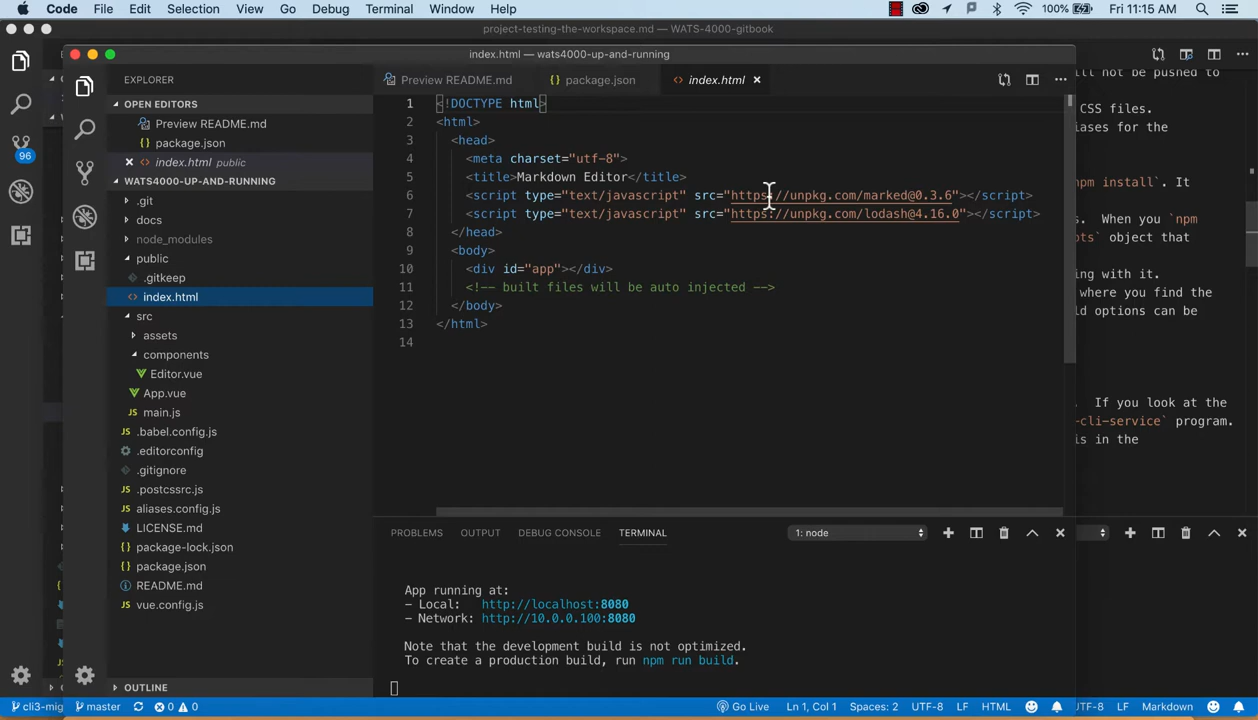 Code File Edit Selection View Go Debug Terminal Window Help 100% Fri 11:15 AM
project-testing-the-workspace.md — WATS-4000-gitbook
index.html — wats4000-up-and-running
EXPLORER
Preview README.md package.json index.html
OPEN EDITORS
Preview README.md
package.json
index.html public
WATS4000-UP-AND-RUNNING
.git
docs
node_modules
public
.gitkeep
index.html
src
assets
components
Editor.vue
App.vue
main.js
.babel.config.js
.editorconfig
.gitignore
.postcssrc.js
aliases.config.js
LICENSE.md
package-lock.json
package.json
README.md
vue.config.js
OUTLINE
96
1 <!DOCTYPE html>
2 <html>
3 <head>
4 <meta charset="utf-8">
5 <title>Markdown Editor</title>
6 <script type="text/javascript" src="https://unpkg.com/marked@0.3.6"></script>
7 <script type="text/javascript" src="https://unpkg.com/lodash@4.16.0"></script>
8 </head>
9 <body>
10 <div id="app"></div>
11 <!-- built files will be auto injected -->
12 </body>
13 </html>
14
PROBLEMS OUTPUT DEBUG CONSOLE TERMINAL 1: node
App running at:
- Local: http://localhost:8080
- Network: http://10.0.0.100:8080
Note that the development build is not optimized.
To create a production build, run npm run build.
not be pushed to
CSS files.
iases for the
npm install`. It
. When you `npm
object that
ng with it.
where you find the
ld options can be
. If you look at the
-cli-service` program.
is in the
cli3-mig master 0 0 Go Live Ln 1, Col 1 Spaces: 2 UTF-8 LF HTML UTF-8 LF Markdown